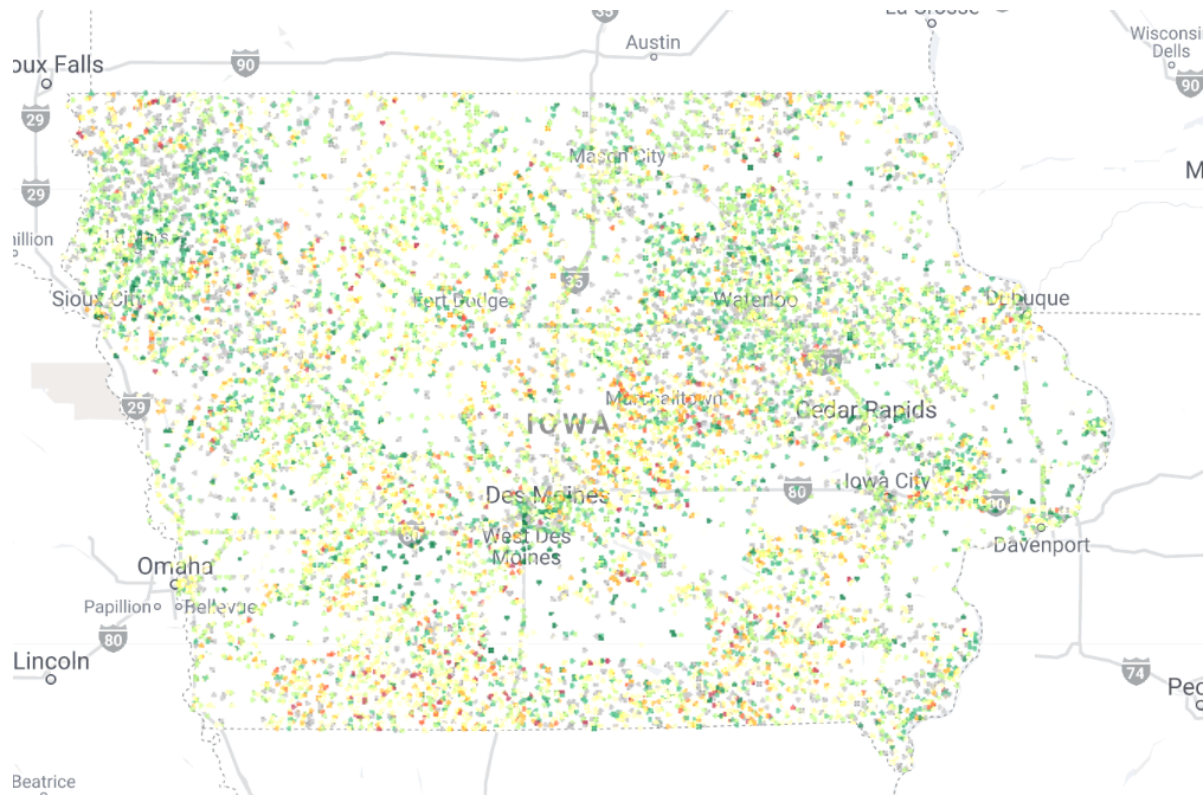 35
La Crosse
Austin
Wisconsi
Dells
oux Falls
90
90
29
Mason City
M
29
illion
35
Sioux City
Fort Dodge
Waterloo
Dubuque
29
Marshalltown
IOWA
Cedar Rapids
Des Moines
80
Iowa City
80
West Des
Moines
Davenport
Omaha
Papillion
Bellevue
80
Lincoln
74
Peo
Beatrice